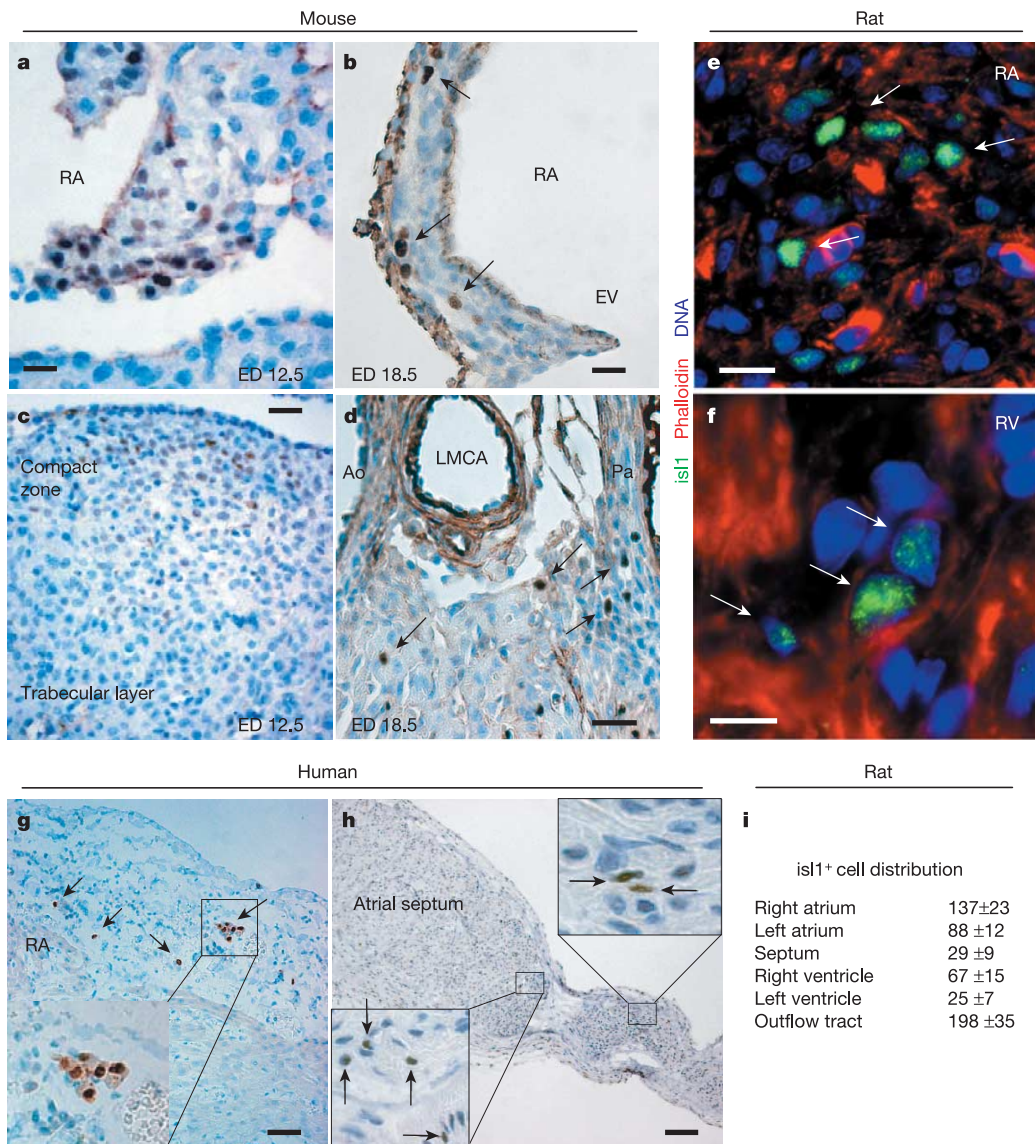 Mouse
Rat
a
RA
ED 12.5
b
RA
EV
ED 18.5
c
Compact
zone
Trabecular layer
ED 12.5
d
Ao
LMCA
Pa
ED 18.5
isl1 Phalloidin DNA
e
RA
f
RV
Human
Rat
g
RA
h
Atrial septum
i
isl1+ cell distribution
Right atrium 137±23
Left atrium 88 ±12
Septum 29 ±9
Right ventricle 67 ±15
Left ventricle 25 ±7
Outflow tract 198 ±35